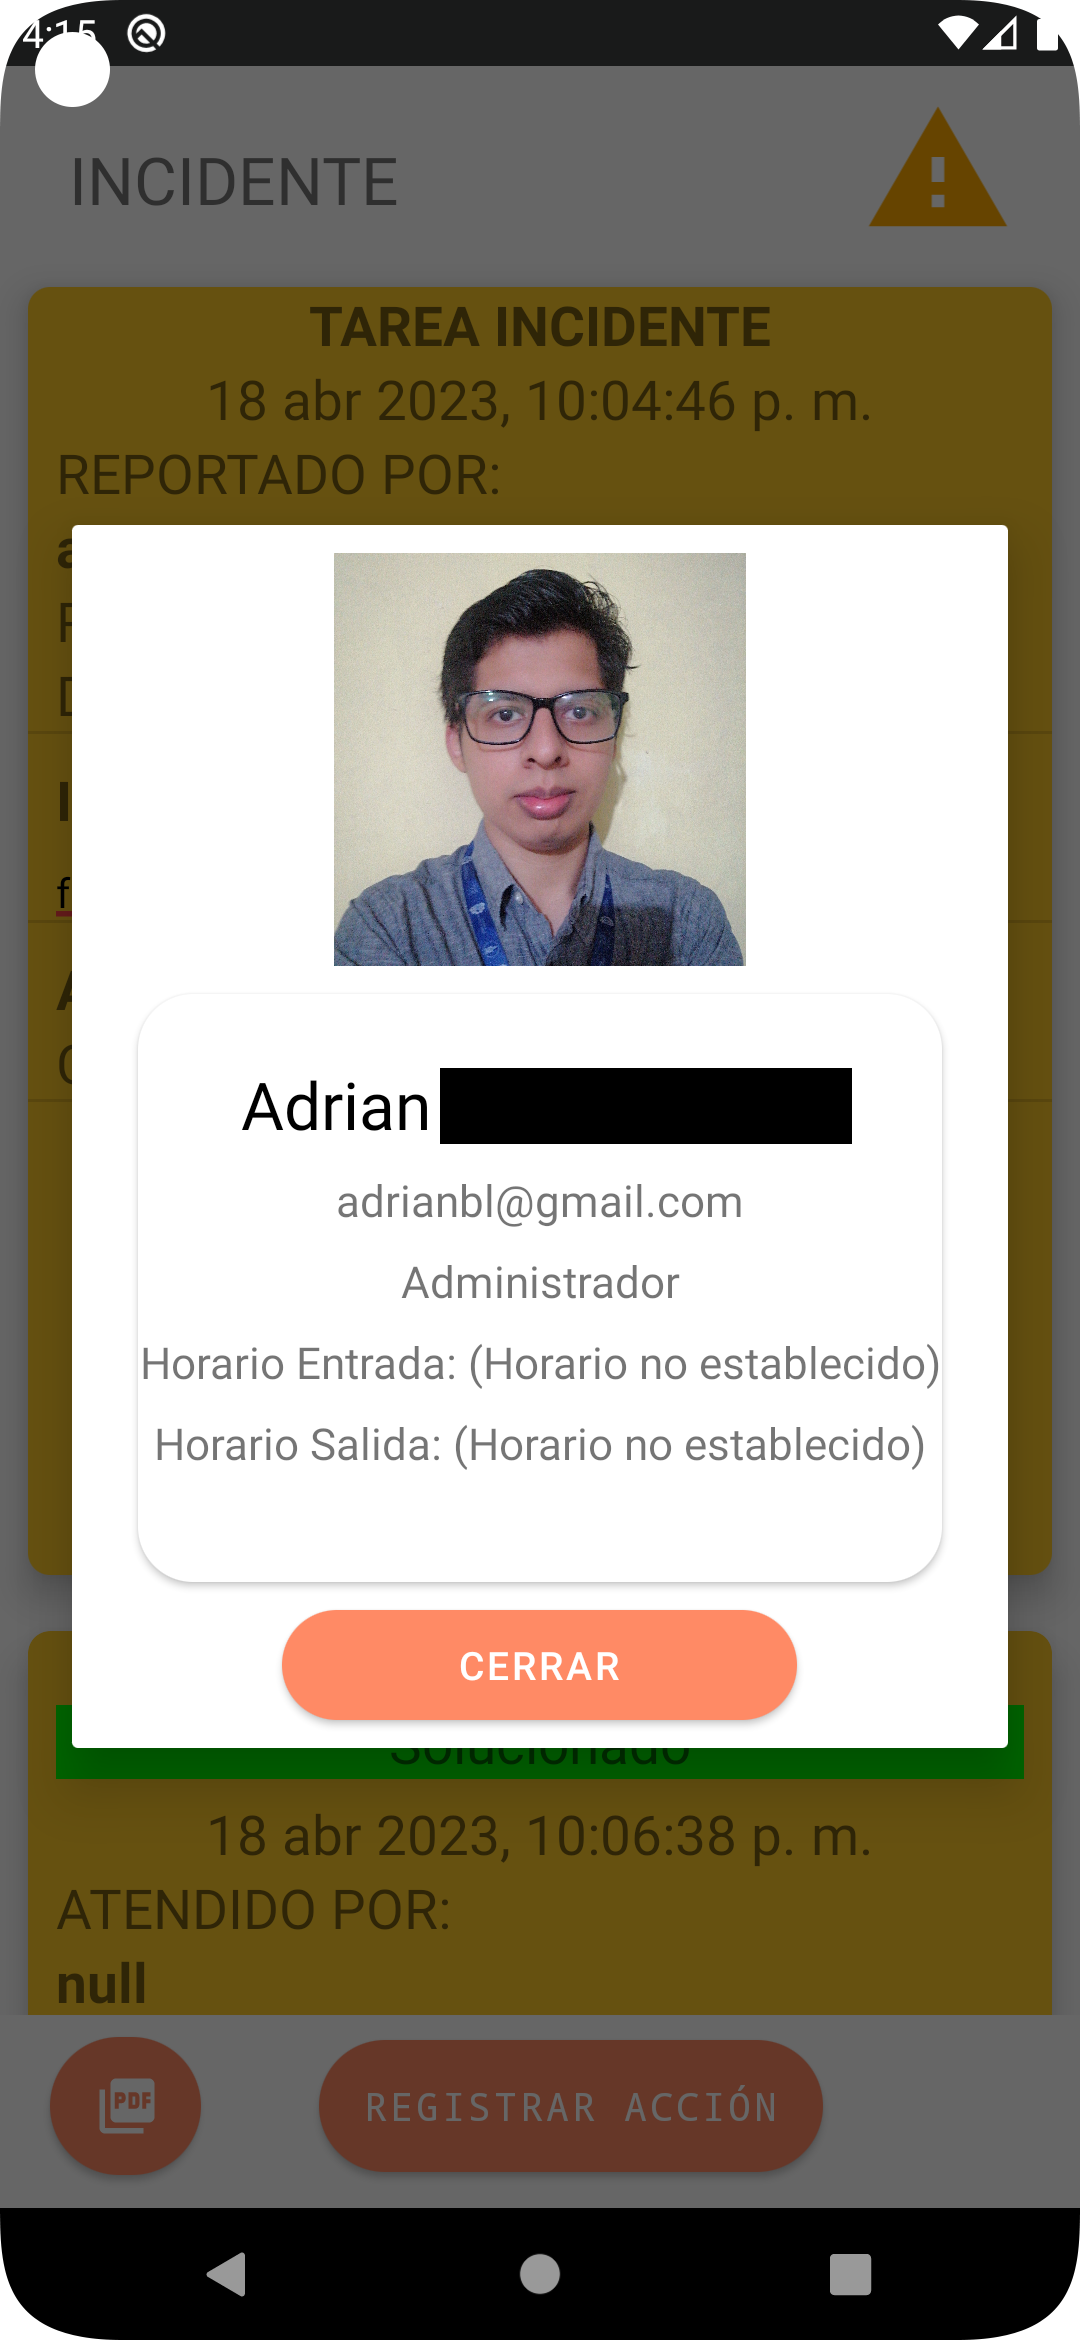 4:15
INCIDENTE
TAREA INCIDENTE
18 abr 2023, 10:04:46 p. m.
REPORTADO POR:
Adrian
adrianbl@gmail.com
Administrador
Horario Entrada: (Horario no establecido)
Horario Salida: (Horario no establecido)
CERRAR
Solucionado
18 abr 2023, 10:06:38 p. m.
ATENDIDO POR:
null
PDF
REGISTRAR ACCIÓN